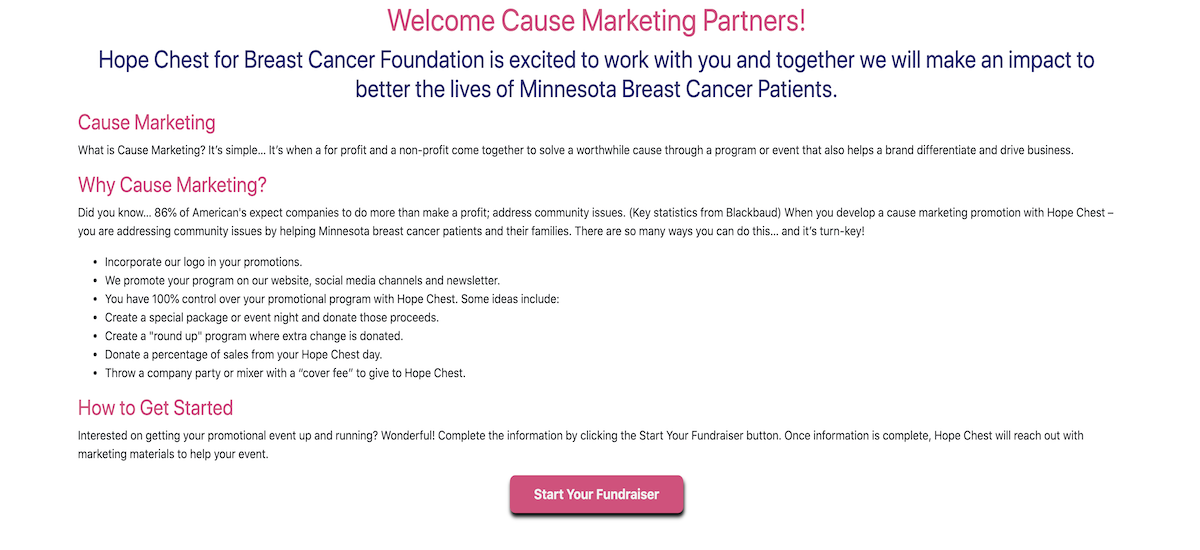 Welcome Cause Marketing Partners!
Hope Chest for Breast Cancer Foundation is excited to work with you and together we will make an impact to
better the lives of Minnesota Breast Cancer Patients.
Cause Marketing
What is Cause Marketing? It’s simple... It’s when a for profit and a non-profit come together to solve a worthwhile cause through a program or event that also helps a brand differentiate and drive business.
Why Cause Marketing?
Did you know... 86% of American's expect companies to do more than make a profit; address community issues. (Key statistics from Blackbaud) When you develop a cause marketing promotion with Hope Chest –
you are addressing community issues by helping Minnesota breast cancer patients and their families. There are so many ways you can do this... and it’s turn-key!
• Incorporate our logo in your promotions.
• We promote your program on our website, social media channels and newsletter.
• You have 100% control over your promotional program with Hope Chest. Some ideas include:
• Create a special package or event night and donate those proceeds.
• Create a "round up" program where extra change is donated.
• Donate a percentage of sales from your Hope Chest day.
• Throw a company party or mixer with a “cover fee” to give to Hope Chest.
How to Get Started
Interested on getting your promotional event up and running? Wonderful! Complete the information by clicking the Start Your Fundraiser button. Once information is complete, Hope Chest will reach out with
marketing materials to help your event.
Start Your Fundraiser